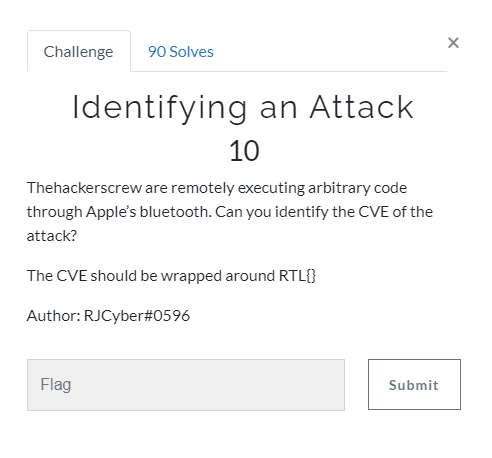 Challenge
90 Solves
×
Identifying an Attack
10
Thehackerscrew are remotely executing arbitrary code
through Apple’s bluetooth. Can you identify the CVE of the
attack?
The CVE should be wrapped around RTL{}
Author: RJCyber#0596
Flag
Submit